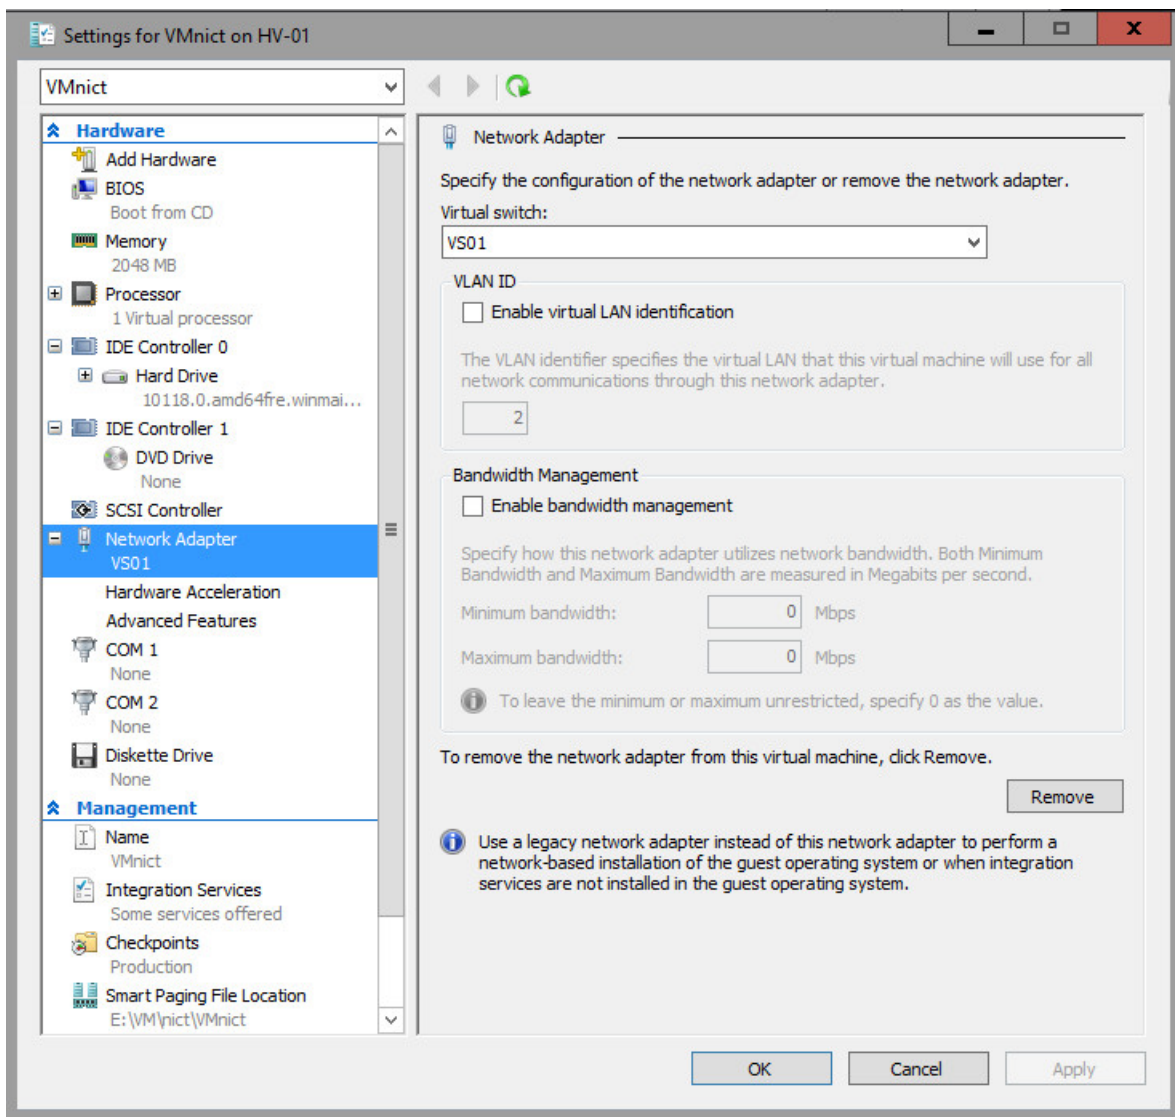 Settings for VMnict on HV-01
VMnict
Hardware
Add Hardware
BIOS
Boot from CD
Memory
2048 MB
Processor
1 Virtual processor
IDE Controller 0
Hard Drive
10118.0.amd64fre.winmai...
IDE Controller 1
DVD Drive
None
SCSI Controller
Network Adapter
VS01
Hardware Acceleration
Advanced Features
COM 1
None
COM 2
None
Diskette Drive
None
Management
Name
VMnict
Integration Services
Some services offered
Checkpoints
Production
Smart Paging File Location
E:\VM\nict\VMnict
Network Adapter
Specify the configuration of the network adapter or remove the network adapter.
Virtual switch:
VS01
VLAN ID
Enable virtual LAN identification
The VLAN identifier specifies the virtual LAN that this virtual machine will use for all
network communications through this network adapter.
2
Bandwidth Management
Enable bandwidth management
Specify how this network adapter utilizes network bandwidth. Both Minimum
Bandwidth and Maximum Bandwidth are measured in Megabits per second.
Minimum bandwidth: 0 Mbps
Maximum bandwidth: 0 Mbps
To leave the minimum or maximum unrestricted, specify 0 as the value.
To remove the network adapter from this virtual machine, click Remove.
Remove
Use a legacy network adapter instead of this network adapter to perform a
network-based installation of the guest operating system or when integration
services are not installed in the guest operating system.
OK Cancel Apply